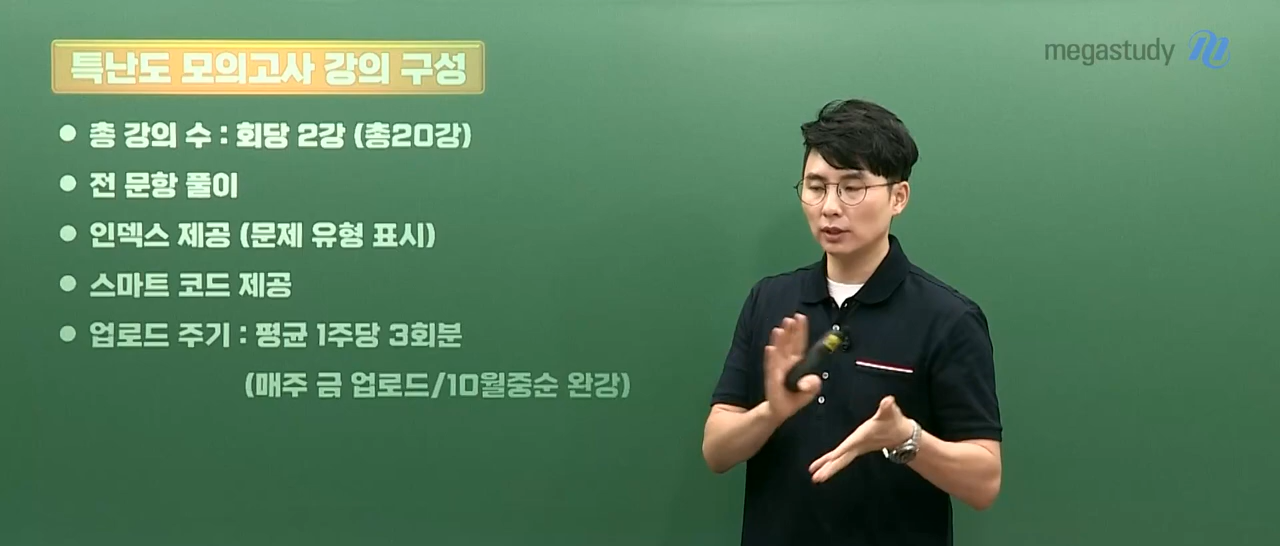 megastudy
특난도 모의고사 강의 구성
● 총 강의 수 : 회당 2강 (총20강)
● 전 문항 풀이
● 인덱스 제공 (문제 유형 표시)
● 스마트 코드 제공
● 업로드 주기 : 평균 1주당 3회분
(매주 금 업로드/10월중순 완강)